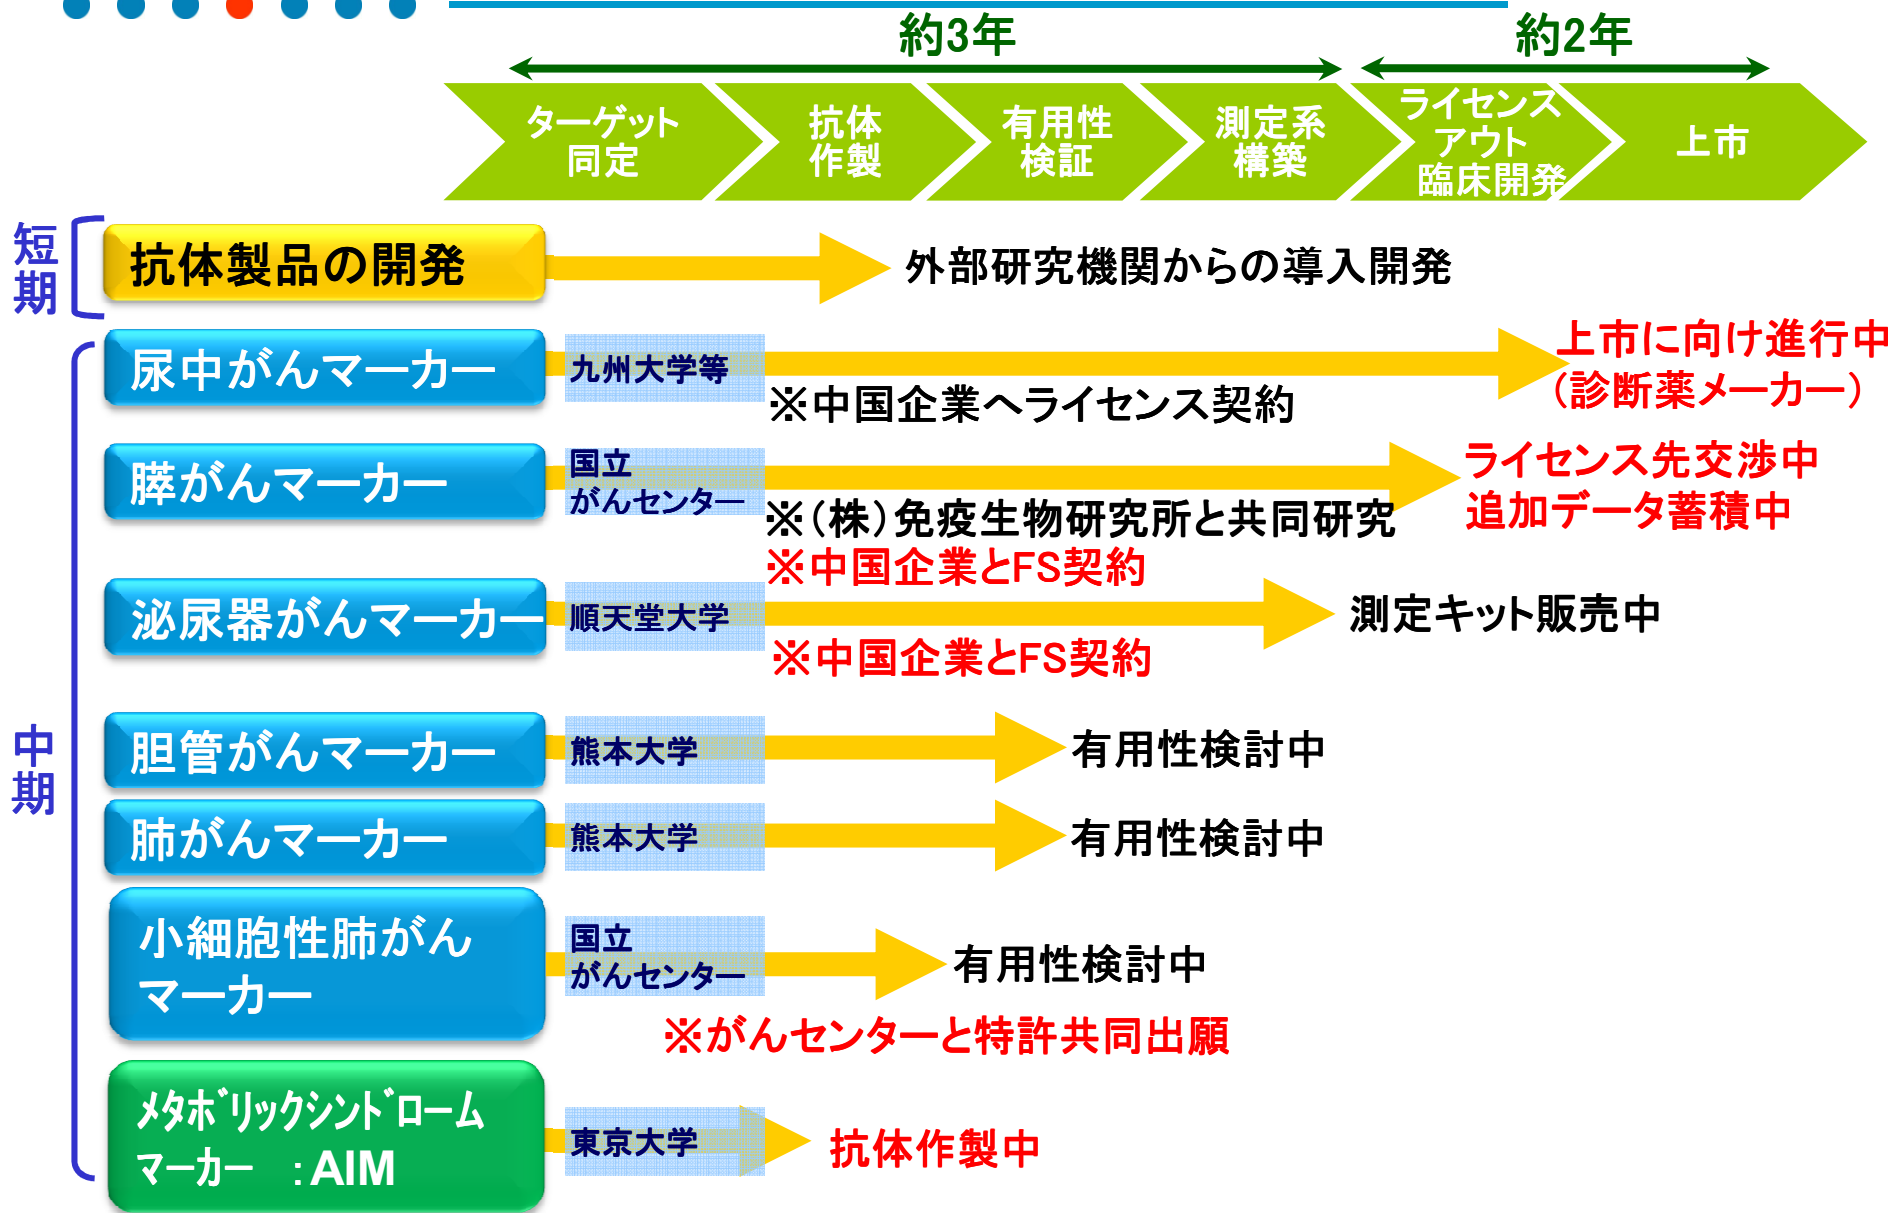 約3年
約2年
ターゲット
同定
抗体
作製
有用性
検証
測定系
構築
ライセンス
アウト
臨床開発
上市
短期
抗体製品の開発
外部研究機関からの導入開発
中期
尿中がんマーカー
九州大学等
上市に向け進行中
（診断薬メーカー）
※中国企業へライセンス契約
膵がんマーカー
国立
がんセンター
ライセンス先交渉中
追加データ蓄積中
※（株）免疫生物研究所と共同研究
※中国企業とFS契約
泌尿器がんマーカー
順天堂大学
測定キット販売中
※中国企業とFS契約
胆管がんマーカー
熊本大学
有用性検討中
肺がんマーカー
熊本大学
有用性検討中
小細胞性肺がん
マーカー
国立
がんセンター
有用性検討中
※がんセンターと特許共同出願
ﾒﾀﾎﾞﾘｯｸｼﾝﾄﾞﾛｰﾑ
ﾏｰｶｰ ：AIM
東京大学
抗体作製中